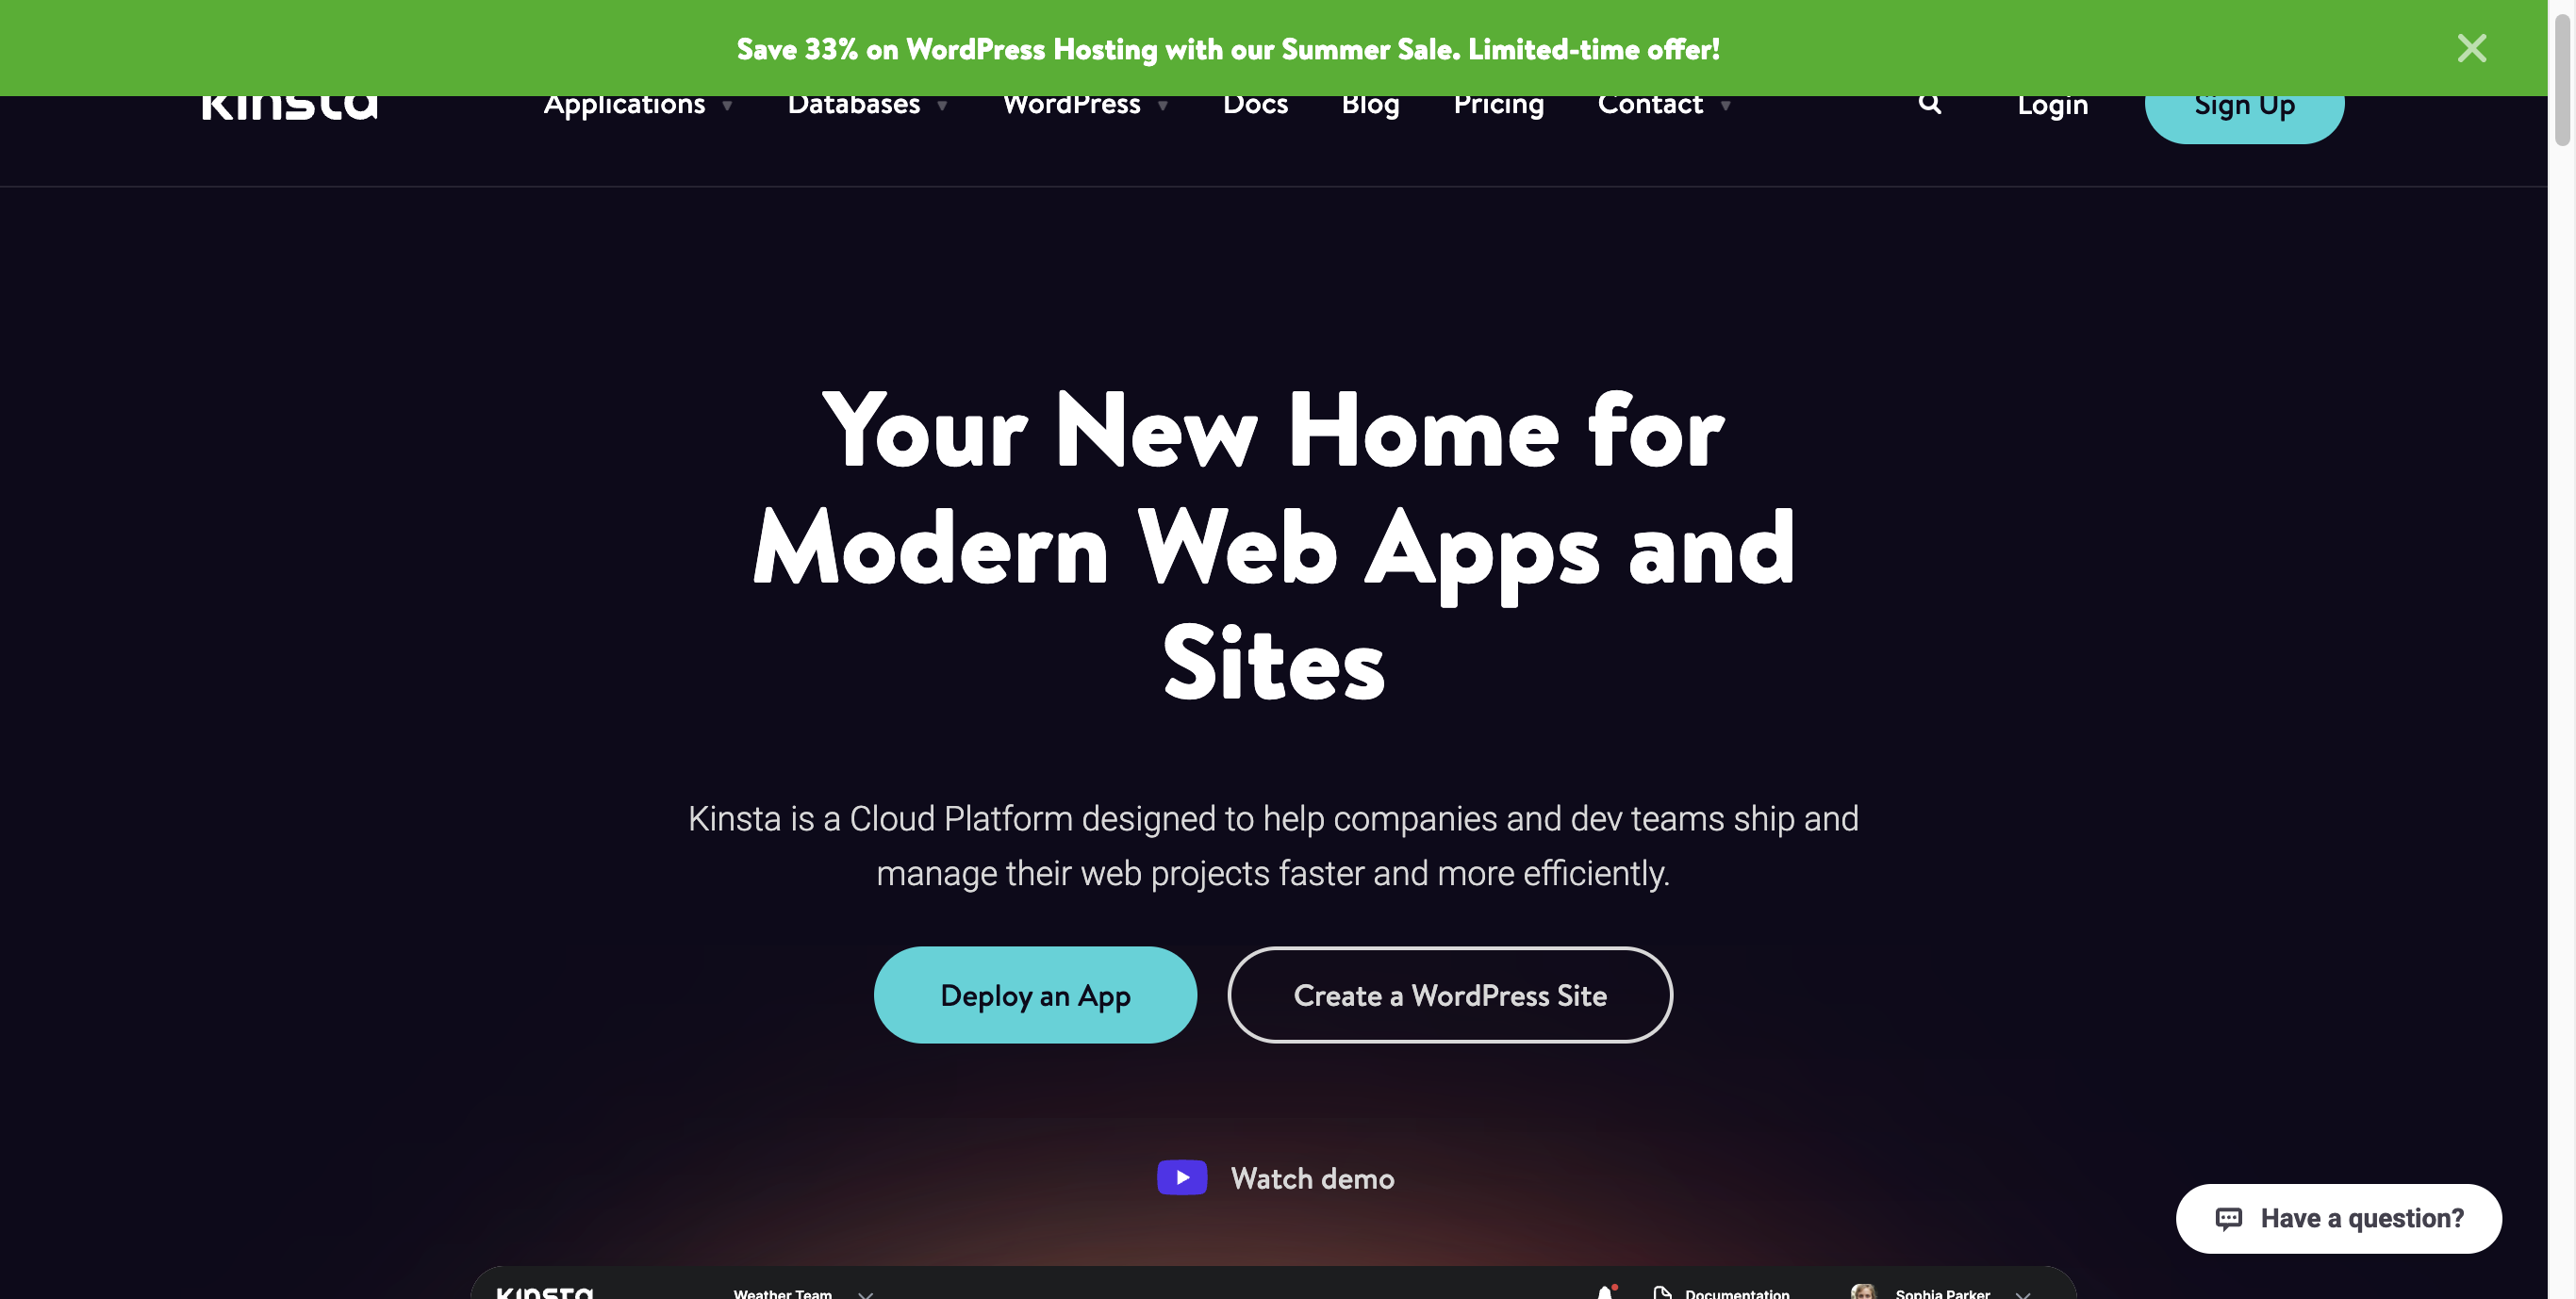 Save 33% on WordPress Hosting with our Summer Sale. Limited-time offer!
Kinsta Applications Databases WordPress Docs Blog Pricing Contact Login Sign Up
Your New Home for
Modern Web Apps and
Sites
Kinsta is a Cloud Platform designed to help companies and dev teams ship and
manage their web projects faster and more efficiently.
Deploy an App Create a WordPress Site
Watch demo
Have a question?
Kinsta Weather Team Documentation Sophia Parker